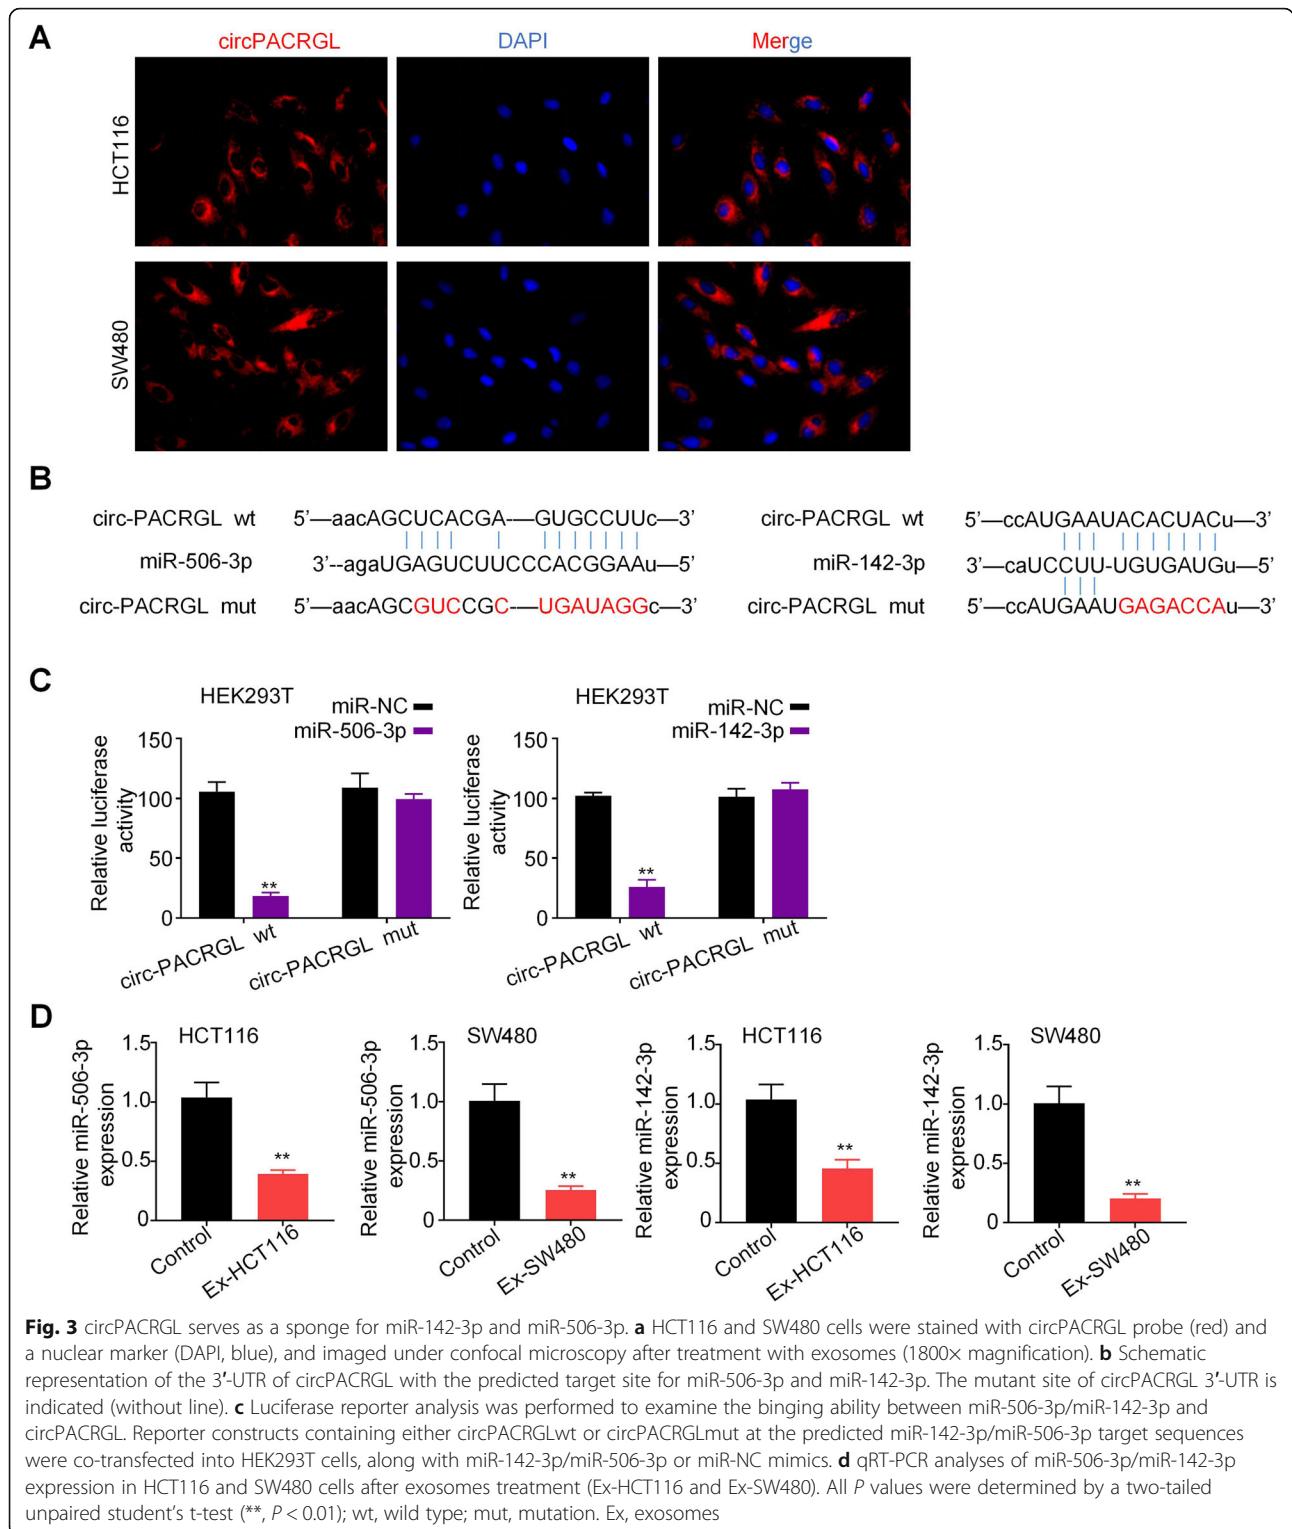 A
circPACRGL DAPI Merge
HCT116
SW480
B
circ-PACRGL wt 5’—aacAGCUCACGA-—GUGCCUUc—3’
miR-506-3p 3’--agaUGAGUCUUCCCACGGAAu—5’
circ-PACRGL mut 5’—aacAGCGUCCGC—UGAUAGGc—3’
circ-PACRGL wt 5’—ccAUGAAUACACUACu—3’
miR-142-3p 3’—caUCCUU-UGUGAUGu—5’
circ-PACRGL mut 5’—ccAUGAAUGAGACCAu—3’
C
HEK293T
miR-NC
miR-506-3p
Relative luciferase
activity
150
100
50
0
**
circ-PACRGL wt
circ-PACRGL mut
HEK293T
miR-NC
miR-142-3p
Relative luciferase
activity
150
100
50
0
**
circ-PACRGL wt
circ-PACRGL mut
D
HCT116
Relative miR-506-3p
expression
1.5
1.0
0.5
0
**
Control
Ex-HCT116
SW480
Relative miR-506-3p
expression
1.5
1.0
0.5
0
**
Control
Ex-SW480
HCT116
Relative miR-142-3p
expression
1.5
1.0
0.5
0
**
Control
Ex-HCT116
SW480
Relative miR-142-3p
expression
1.5
1.0
0.5
0
**
Control
Ex-SW480
Fig. 3 circPACRGL serves as a sponge for miR-142-3p and miR-506-3p. a HCT116 and SW480 cells were stained with circPACRGL probe (red) and
a nuclear marker (DAPI, blue), and imaged under confocal microscopy after treatment with exosomes (1800× magnification). b Schematic
representation of the 3′-UTR of circPACRGL with the predicted target site for miR-506-3p and miR-142-3p. The mutant site of circPACRGL 3′-UTR is
indicated (without line). c Luciferase reporter analysis was performed to examine the binging ability between miR-506-3p/miR-142-3p and
circPACRGL. Reporter constructs containing either circPACRGLwt or circPACRGLmut at the predicted miR-142-3p/miR-506-3p target sequences
were co-transfected into HEK293T cells, along with miR-142-3p/miR-506-3p or miR-NC mimics. d qRT-PCR analyses of miR-506-3p/miR-142-3p
expression in HCT116 and SW480 cells after exosomes treatment (Ex-HCT116 and Ex-SW480). All P values were determined by a two-tailed
unpaired student’s t-test (**, P < 0.01); wt, wild type; mut, mutation. Ex, exosomes